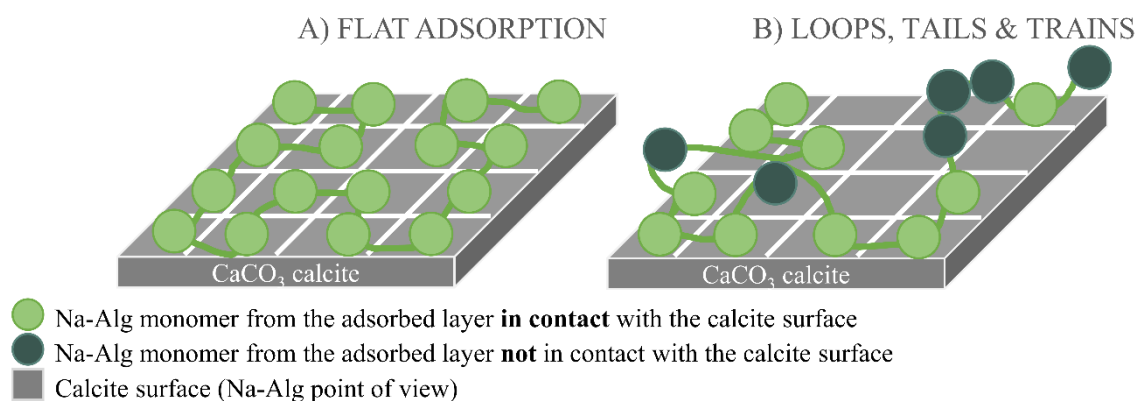 A) FLAT ADSORPTION
B) LOOPS, TAILS & TRAINS
CaCO₃ calcite
CaCO₃ calcite
Na-Alg monomer from the adsorbed layer in contact with the calcite surface
Na-Alg monomer from the adsorbed layer not in contact with the calcite surface
Calcite surface (Na-Alg point of view)